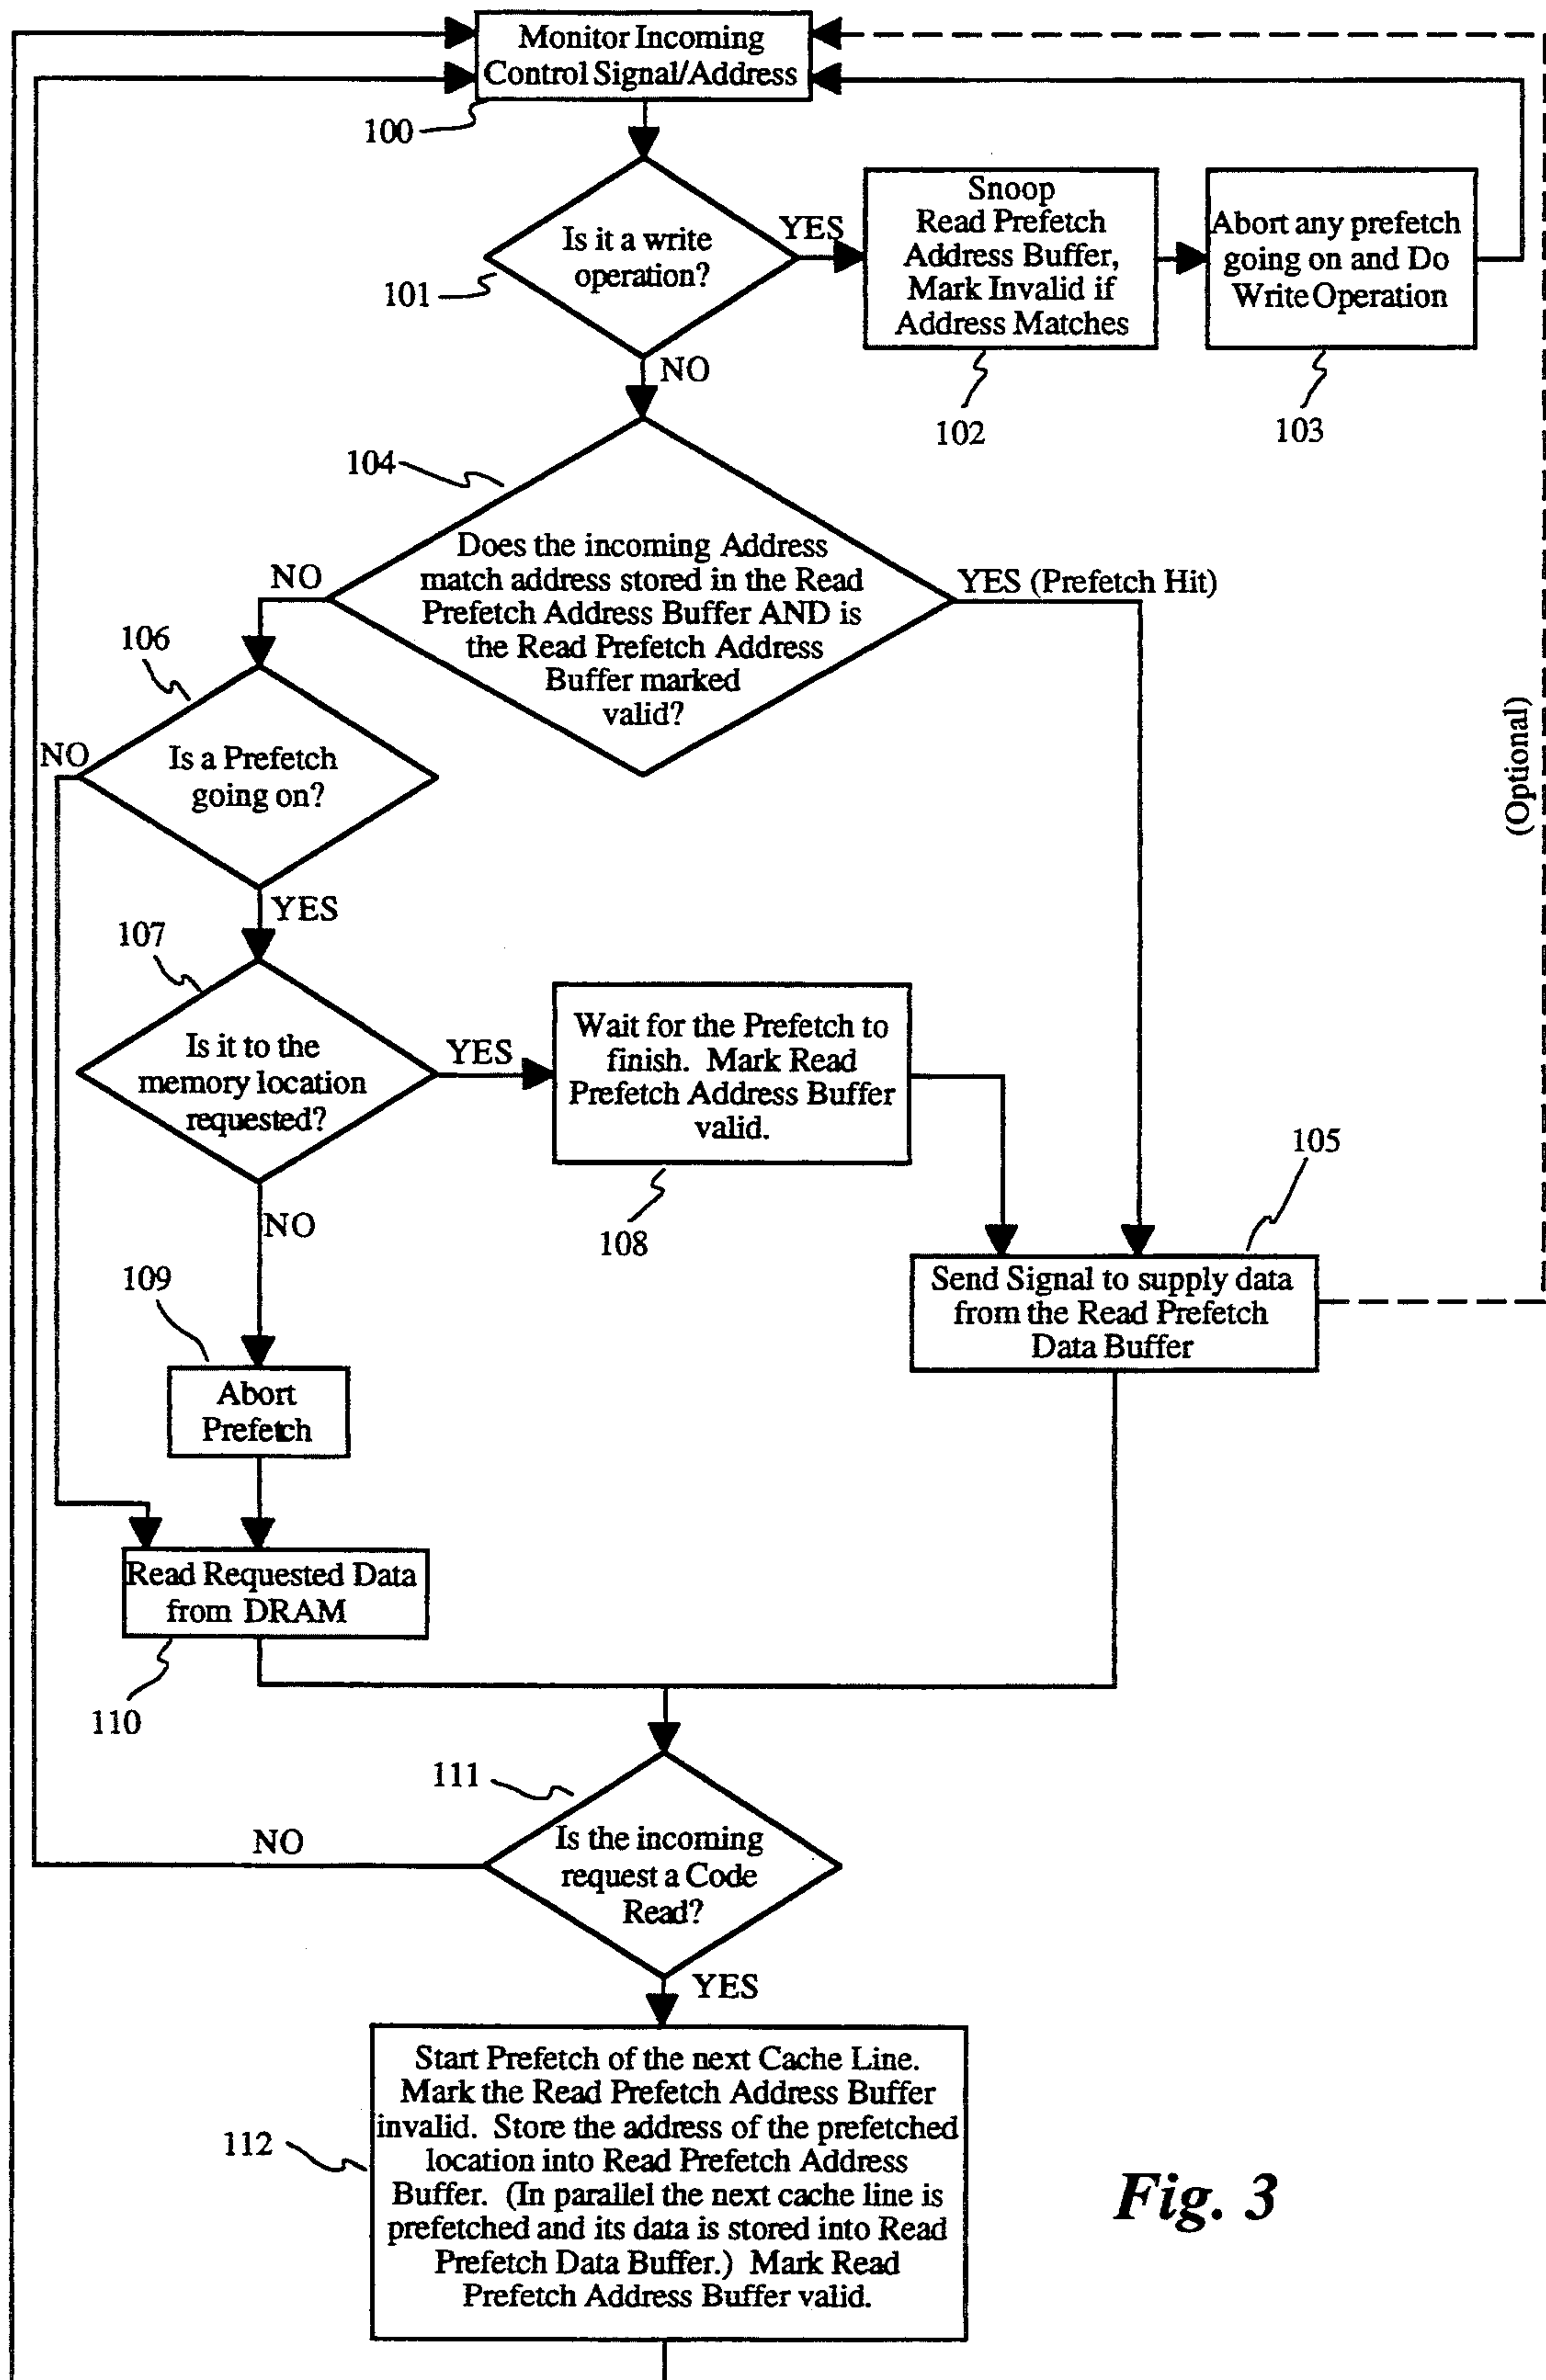 Monitor Incoming
Control Signal/Address
100
Is it a write
operation?
101
YES
Snoop
Read Prefetch
Address Buffer,
Mark Invalid if
Address Matches
102
Abort any prefetch
going on and Do
Write Operation
103
NO
104
Does the incoming Address
match address stored in the Read
Prefetch Address Buffer AND is
the Read Prefetch Address
Buffer marked
valid?
NO
YES (Prefetch Hit)
106
NO
Is a Prefetch
going on?
(Optional)
YES
107
Is it to the
memory location
requested?
YES
Wait for the Prefetch to
finish. Mark Read
Prefetch Address Buffer
valid.
108
105
NO
Send Signal to supply data
from the Read Prefetch
Data Buffer
109
Abort
Prefetch
Read Requested Data
from DRAM
110
111
Is the incoming
request a Code
Read?
NO
YES
Start Prefetch of the next Cache Line.
Mark the Read Prefetch Address Buffer
invalid. Store the address of the prefetched
location into Read Prefetch Address
Buffer. (In parallel the next cache line is
prefetched and its data is stored into Read
Prefetch Data Buffer.) Mark Read
Prefetch Address Buffer valid.
112
Fig. 3